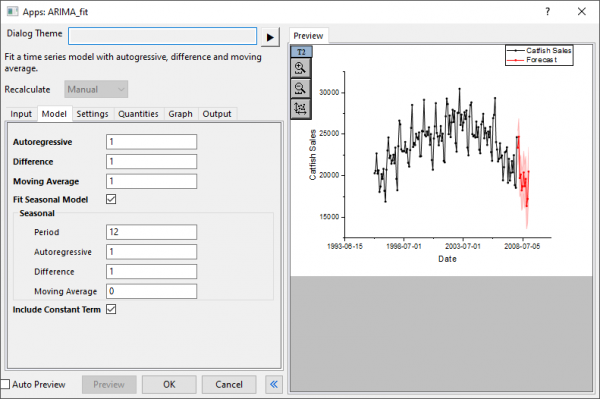 Apps: ARIMA_fit
Dialog Theme
Fit a time series model with autogressive, difference and moving
average.
Recalculate Manual
Input Model Settings Quantities Graph Output
Autoregressive 1
Difference 1
Moving Average 1
Fit Seasonal Model
Seasonal
Period 12
Autoregressive 1
Difference 1
Moving Average 0
Include Constant Term
Auto Preview Preview OK Cancel
Preview
T2
Catfish Sales
Forecast
30000
25000
20000
15000
Catfish Sales
1993-06-15 1998-07-01 2003-07-01 2008-07-05
Date